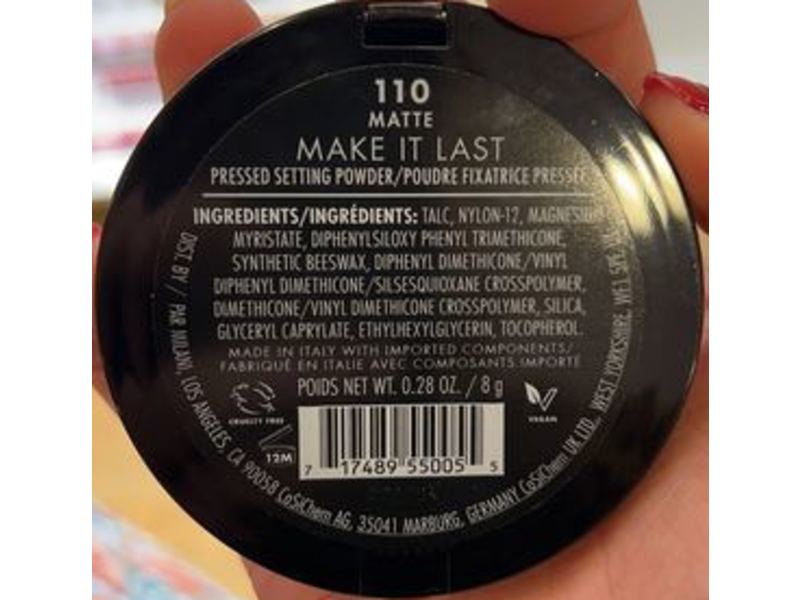 110
MATTE
MAKE IT LAST
PRESSED SETTING POWDER/POUDRE FIXATRICE PRESSÉE
INGREDIENTS/INGRÉDIENTS: TALC, NYLON-12, MAGNESIUM
MYRISTATE, DIPHENYLSILOXY PHENYL TRIMETHICONE,
SYNTHETIC BEESWAX, DIPHENYL DIMETHICONE/VINYL
DIPHENYL DIMETHICONE/SILSESQUIOXANE CROSSPOLYMER,
DIMETHICONE/VINYL DIMETHICONE CROSSPOLYMER, SILICA,
GLYCERYL CAPRYLATE, ETHYLHEXYLGLYCERIN, TOCOPHEROL.
MADE IN ITALY WITH IMPORTED COMPONENTS/
FABRIQUÉ EN ITALIE AVEC COMPOSANTS IMPORTÉ
POIDS NET WT. 0.28 OZ. / 8 g
CRUELTY FREE
VEGAN
12M
7 17489 55005 5
DIST. BY / PAR MILANI, LOS ANGELES, CA 90058 CoSiChem AG, 35041 MARBURG, GERMANY CoSiChem UK LTD., WEST YORKSHIRE, WF1 5PE